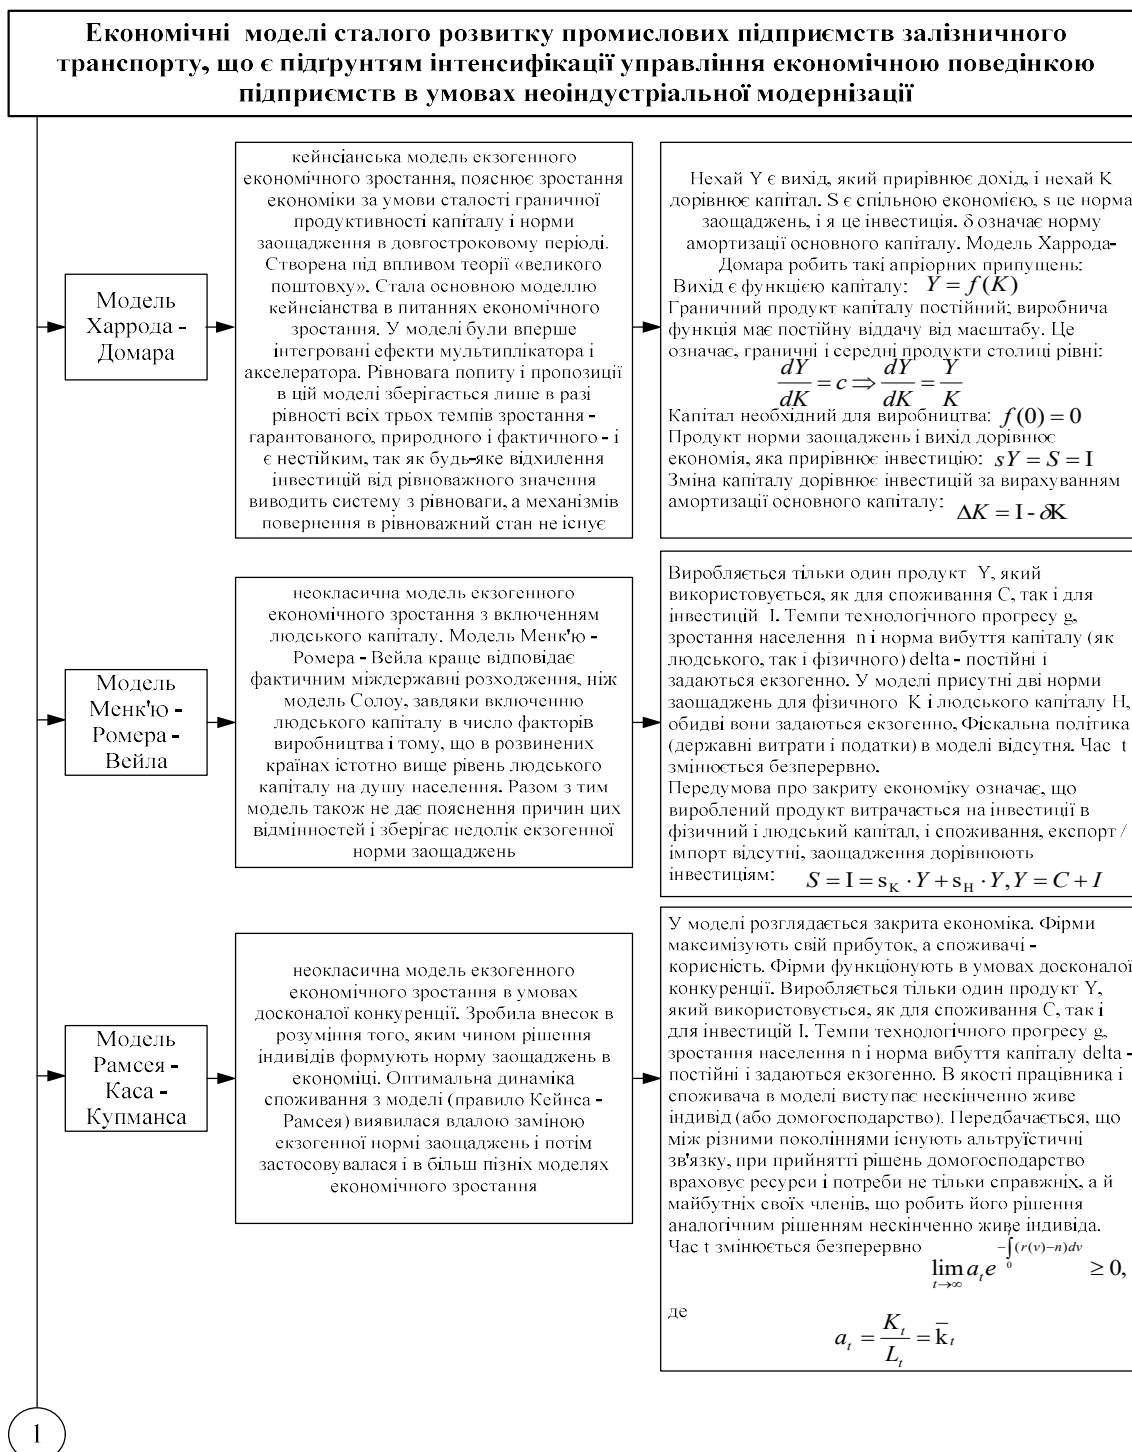 Економічні моделі сталого розвитку промислових підприємств залізничного
транспорту, що є підґрунтям інтенсифікації управління економічною поведінкою
підприємств в умовах неоіндустріальної модернізації
Модель
Харрода -
Домара
кейнсіанська модель екзогенного
економічного зростання, пояснює зростання
економіки за умови сталості граничної
продуктивності капіталу і норми
заощадження в довгостроковому періоді.
Створена під впливом теорії «великого
поштовху». Стала основною моделлю
кейнсіанства в питаннях економічного
зростання. У моделі були вперше
інтегровані ефекти мультиплікатора і
акселератора. Рівновага попиту і пропозиції
в цій моделі зберігається лише в разі
рівності всіх трьох темпів зростання -
гарантованого, природного і фактичного - і
є нестійким, так як будь-яке відхилення
інвестицій від рівноважного значення
виводить систему з рівноваги, а механізмів
повернення в рівноважний стан не існує
Нехай Y є вихід, який прирівнює дохід, і нехай K
дорівнює капітал. S є спільною економією, s це норма
заощаджень, і я це інвестиція. δ означає норму
амортизації основного капіталу. Модель Харрода-
Домара робить такі апріорних припущень:
Вихід є функцією капіталу: Y = f(K)
Граничний продукт капіталу постійний; виробнича
функція має постійну віддачу від масштабу. Це
означає, граничні і середні продукти столиці рівні:
dY/dK = c ⇒ dY/dK = Y/K
Капітал необхідний для виробництва: f(0) = 0
Продукт норми заощаджень і вихід дорівнює
економія, яка прирівнює інвестицію: sY = S = I
Зміна капіталу дорівнює інвестицій за вирахуванням
амортизації основного капіталу: ΔK = I - δK
Модель
Менк'ю -
Ромера -
Вейла
неокласична модель екзогенного
економічного зростання з включенням
людського капіталу. Модель Менк'ю -
Ромера - Вейла краще відповідає
фактичним міждержавні розходження, ніж
модель Солоу, завдяки включенню
людського капіталу в число факторів
виробництва і тому, що в розвинених
країнах істотно вище рівень людського
капіталу на душу населення. Разом з тим
модель також не дає пояснення причин цих
відмінностей і зберігає недолік екзогенної
норми заощаджень
Виробляється тільки один продукт Y, який
використовується, як для споживання C, так і для
інвестицій I. Темпи технологічного прогресу g,
зростання населення n і норма вибуття капіталу (як
людського, так і фізичного) delta - постійні і
задаються екзогенно. У моделі присутні дві норми
заощаджень для фізичного K і людського капіталу H,
обидві вони задаються екзогенно, Фіскальна політика
(державні витрати і податки) в моделі відсутня. Час t
змінюється безперервно.
Передумова про закриту економіку означає, що
вироблений продукт витрачається на інвестиції в
фізичний і людський капітал, і споживання, експорт /
імпорт відсутні, заощадження дорівнюють
інвестиціям: S = I = s_K · Y + s_H · Y, Y = C + I
Модель
Рамсея -
Каса -
Купманса
неокласична модель екзогенного
економічного зростання в умовах
досконалої конкуренції. Зробила внесок в
розуміння того, яким чином рішення
індивідів формують норму заощаджень в
економіці. Оптимальна динаміка
споживання з моделі (правило Кейнса -
Рамсея) виявилася вдалою заміною
екзогенної нормі заощаджень і потім
застосовувалася і в більш пізніх моделях
економічного зростання
У моделі розглядається закрита економіка. Фірми
максимізують свій прибуток, а споживачі -
корисність. Фірми функціонують в умовах досконалої
конкуренції. Виробляється тільки один продукт Y,
який використовується, як для споживання C, так і
для інвестицій I. Темпи технологічного прогресу g,
зростання населення n і норма вибуття капіталу delta -
постійні і задаються екзогенно. В якості працівника і
споживача в моделі виступає нескінченно живе
індивід (або домогосподарство). Передбачається, що
між різними поколіннями існують альтруїстичні
зв'язку, при прийнятті рішень домогосподарство
враховує ресурси і потреби не тільки справжніх, а й
майбутніх своїх членів, що робить його рішення
аналогічним рішенням нескінченно живе індивіда.
Час t змінюється безперервно
lim_{t→∞} a_t e^{-∫_0^t (r(v)-n)dv} ≥ 0,
де
a_t = K_t/L_t = k̄_t
1